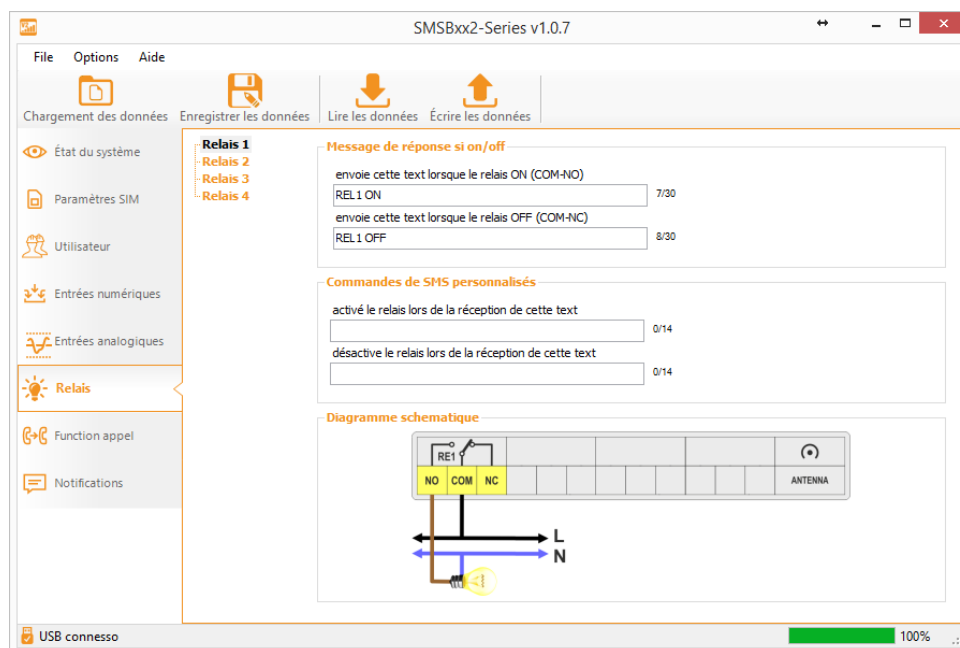 SMSBxx2-Series v1.0.7
File Options Aide
Chargement des données Enregistrer les données Lire les données Écrire les données
État du système
Paramètres SIM
Utilisateur
Entrées numériques
Entrées analogiques
Relais
Function appel
Notifications
Relais 1
Relais 2
Relais 3
Relais 4
Message de réponse si on/off
envoie cette text lorsque le relais ON (COM-NO)
REL1 ON 7/30
envoie cette text lorsque le relais OFF (COM-NC)
REL1 OFF 8/30
Commandes de SMS personnalisés
activé le relais lors de la réception de cette text
0/14
désactive le relais lors de la réception de cette text
0/14
Diagramme schematique
RE1
NO COM NC ANTENNA
L
N
USB connesso 100%